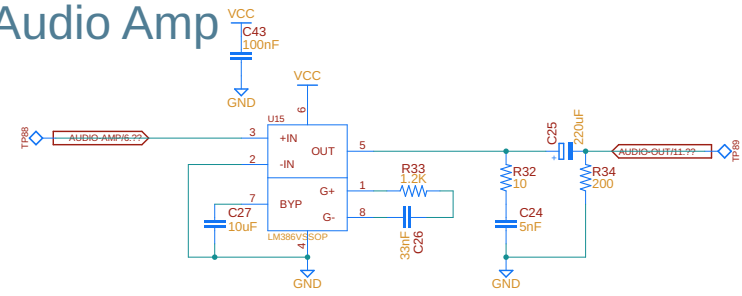 Audio Amp
VCC
C43
100nF
GND
VCC
6
U15
TP88
AUDIO-AMP/6.??
3
+IN
2
-IN
OUT
5
7
BYP
G+
1
G-
8
LM386VSSOP
4
GND
C27
10uF
R33
1.2K
33nF
C26
R32
10
C24
5nF
GND
C25
220uF
+
R34
200
AUDIO-OUT/11.??
TP89